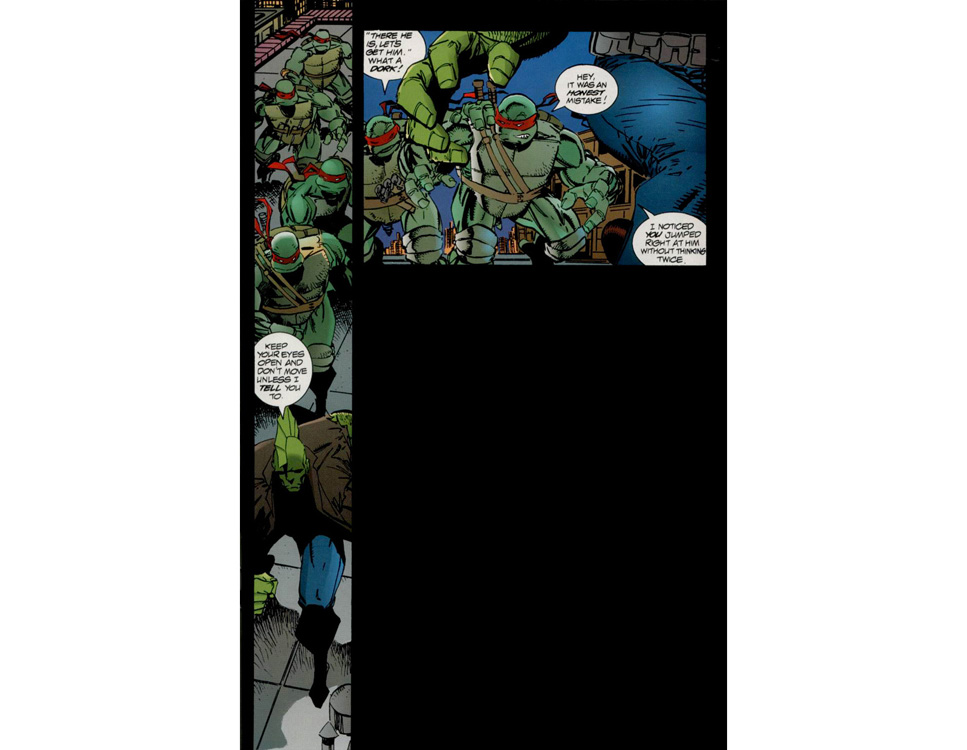 KEEP
YOUR EYES
OPEN AND
DON'T MOVE
UNLESS I
TELL YOU
TO.
"THERE HE
IS, LET'S
GET HIM."
WHAT A
DORK!
HEY,
IT WAS AN
HONEST
MISTAKE!
I NOTICED
YOU JUMPED
RIGHT AT HIM
WITHOUT THINKING
TWICE.